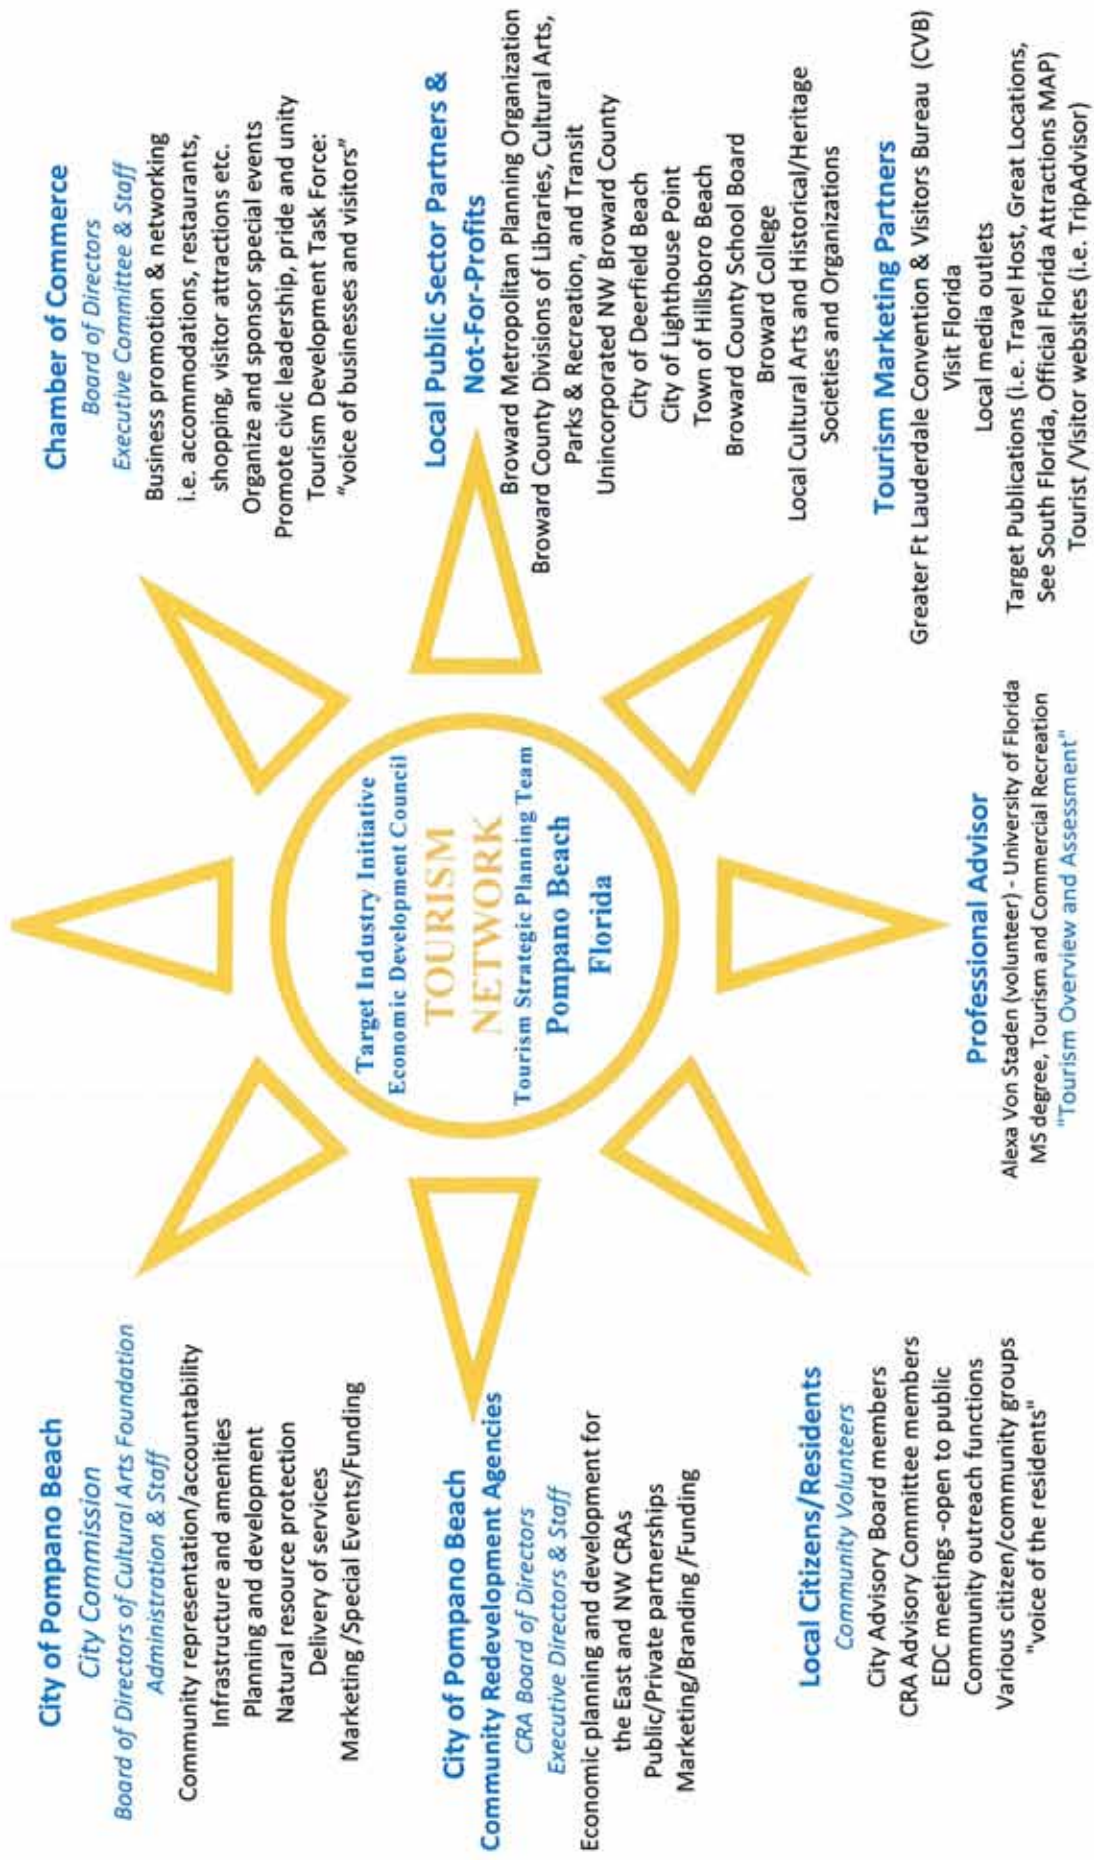 City of Pompano Beach
City Commission
Board of Directors of Cultural Arts Foundation
Administration & Staff
Community representation/accountability
Infrastructure and amenities
Planning and development
Natural resource protection
Delivery of services
Marketing /Special Events/Funding
Chamber of Commerce
Board of Directors
Executive Committee & Staff
Business promotion & networking
i.e. accommodations, restaurants,
shopping, visitor attractions etc.
Organize and sponsor special events
Promote civic leadership, pride and unity
Tourism Development Task Force:
“voice of businesses and visitors”
Target Industry Initiative
Economic Development Council
TOURISM
NETWORK
Tourism Strategic Planning Team
Pompano Beach
Florida
City of Pompano Beach
Community Redevelopment Agencies
CRA Board of Directors
Executive Directors & Staff
Economic planning and development for
the East and NW CRAs
Public/Private partnerships
Marketing/Branding /Funding
Local Public Sector Partners &
Not-For-Profits
Broward Metropolitan Planning Organization
Broward County Divisions of Libraries, Cultural Arts,
Parks & Recreation, and Transit
Unincorporated NW Broward County
City of Deerfield Beach
City of Lighthouse Point
Town of Hillsboro Beach
Broward County School Board
Broward College
Local Cultural Arts and Historical/Heritage
Societies and Organizations
Local Citizens/Residents
Community Volunteers
City Advisory Board members
CRA Advisory Committee members
EDC meetings -open to public
Community outreach functions
Various citizen/community groups
"voice of the residents"
Professional Advisor
Alexa Von Staden (volunteer) - University of Florida
MS degree, Tourism and Commercial Recreation
"Tourism Overview and Assessment"
Tourism Marketing Partners
Greater Ft Lauderdale Convention & Visitors Bureau (CVB)
Visit Florida
Local media outlets
Target Publications (i.e. Travel Host, Great Locations,
See South Florida, Official Florida Attractions MAP)
Tourist /Visitor websites (i.e. TripAdvisor)